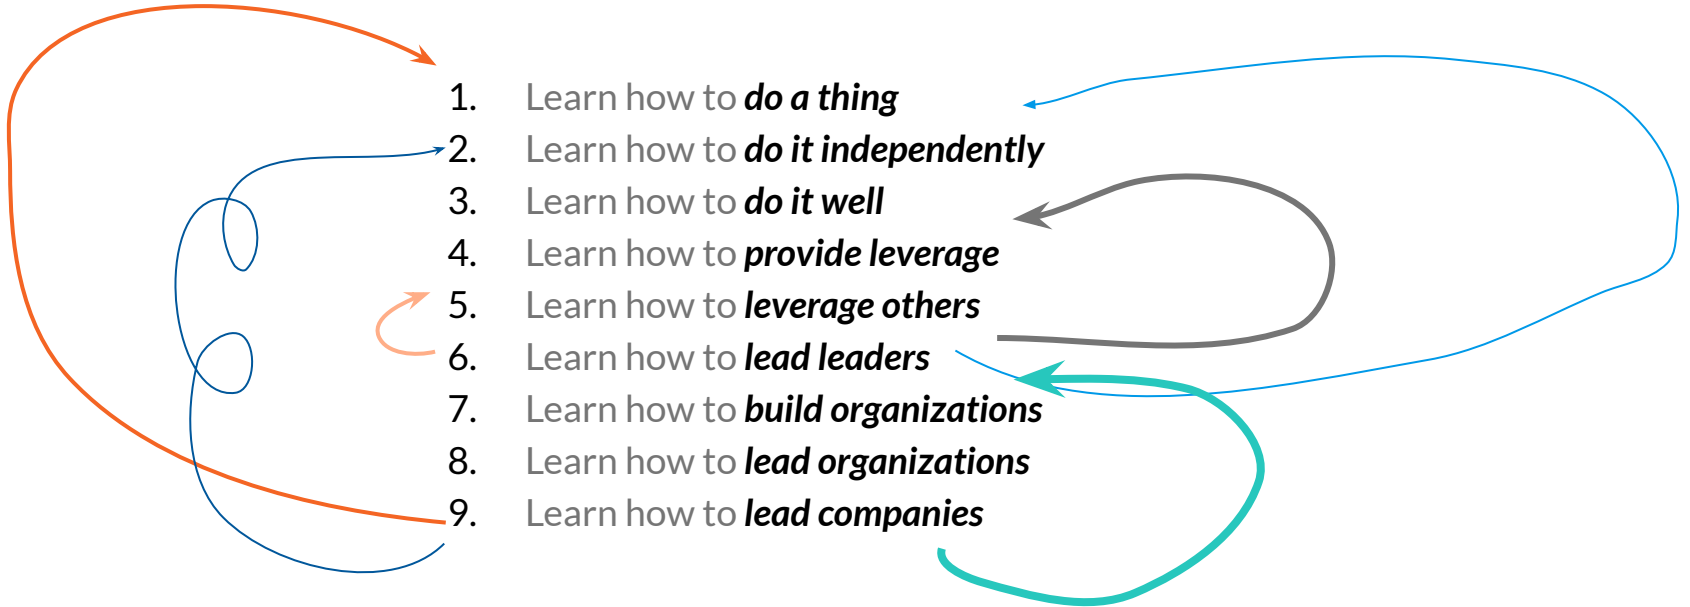 1. Learn how to do a thing
2. Learn how to do it independently
3. Learn how to do it well
4. Learn how to provide leverage
5. Learn how to leverage others
6. Learn how to lead leaders
7. Learn how to build organizations
8. Learn how to lead organizations
9. Learn how to lead companies